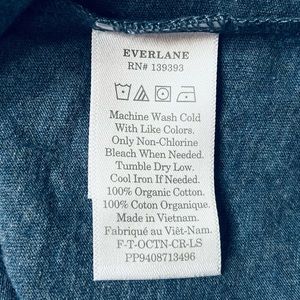 EVERLANE
RN# 139393
Machine Wash Cold
With Like Colors.
Only Non-Chlorine
Bleach When Needed.
Tumble Dry Low.
Cool Iron If Needed.
100% Organic Cotton.
100% Coton Organique.
Made in Vietnam.
Fabriqué au Viêt-Nam.
F-T-OCTN-CR-LS
PP9408713496